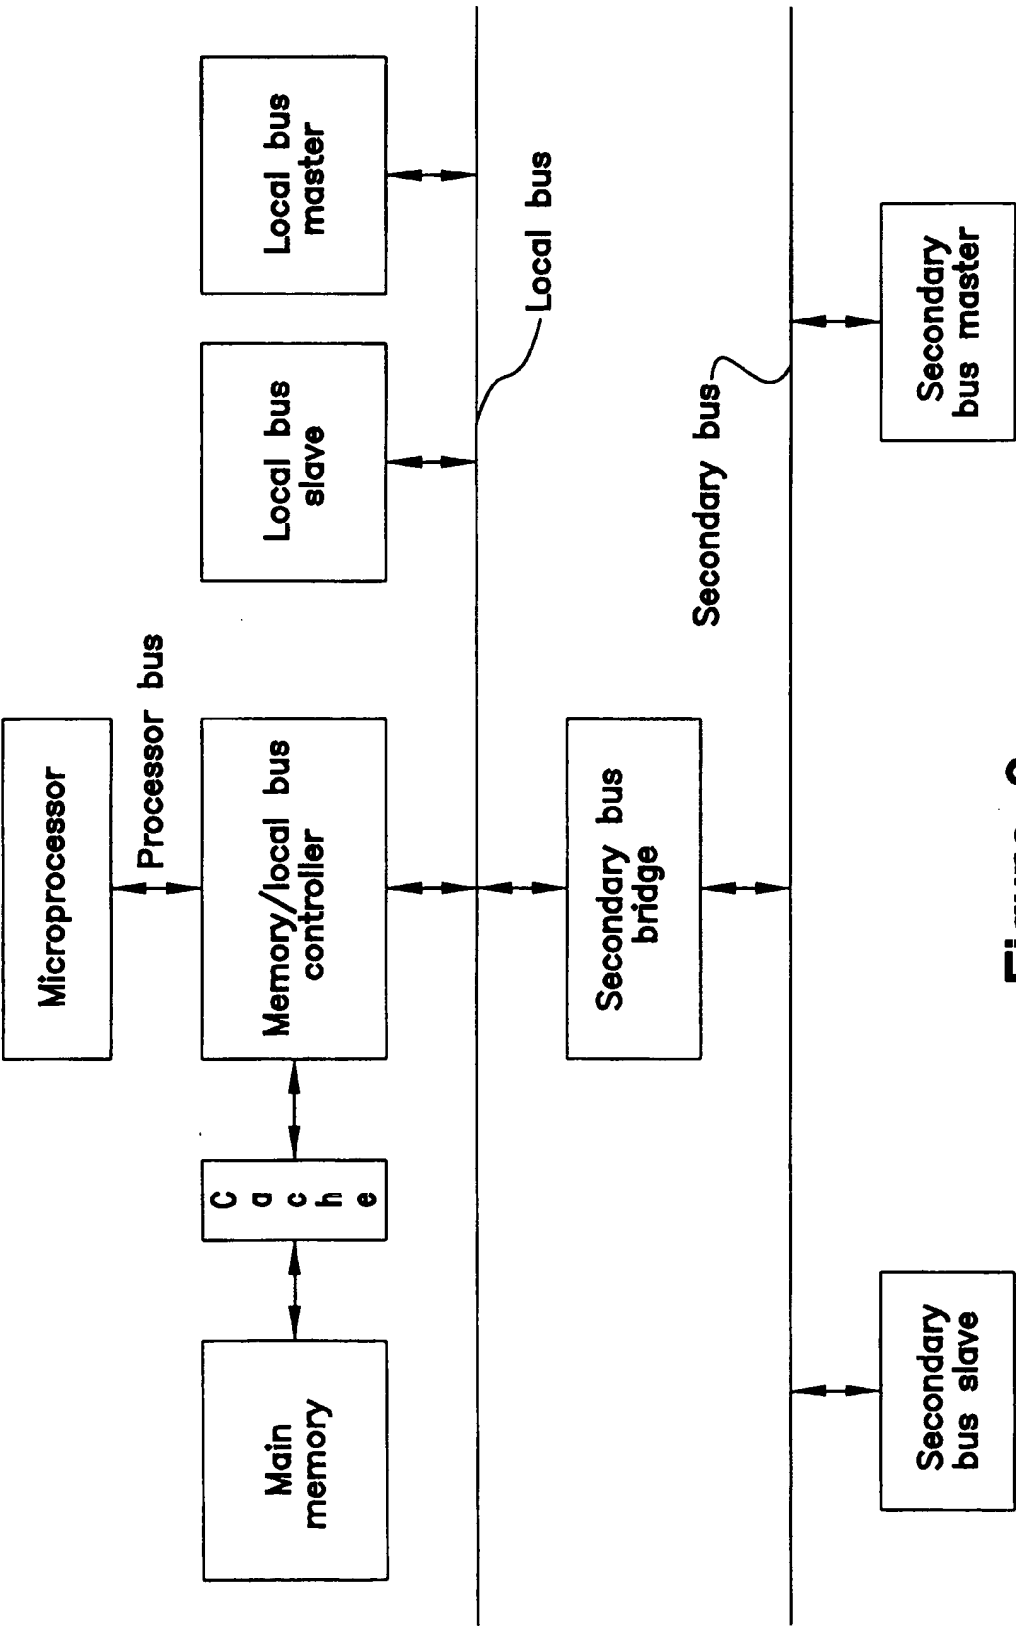 Microprocessor
Processor bus
Main
memory
C
a
c
h
e
Memory/local bus
controller
Local bus
slave
Local bus
master
Local bus
Secondary bus
bridge
Secondary bus
Secondary
bus slave
Secondary
bus master
Figure